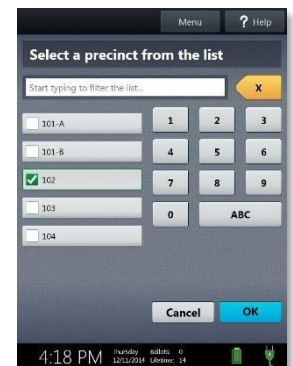 Menu ? Help
Select a precinct from the list
Start typing to filter the list... X
101-A 1 2 3
101-B 4 5 6
102 7 8 9
103 0 ABC
104
Cancel OK
4:18 PM Thursday 12/11/2014 Ballots: 0 Lifetime: 14